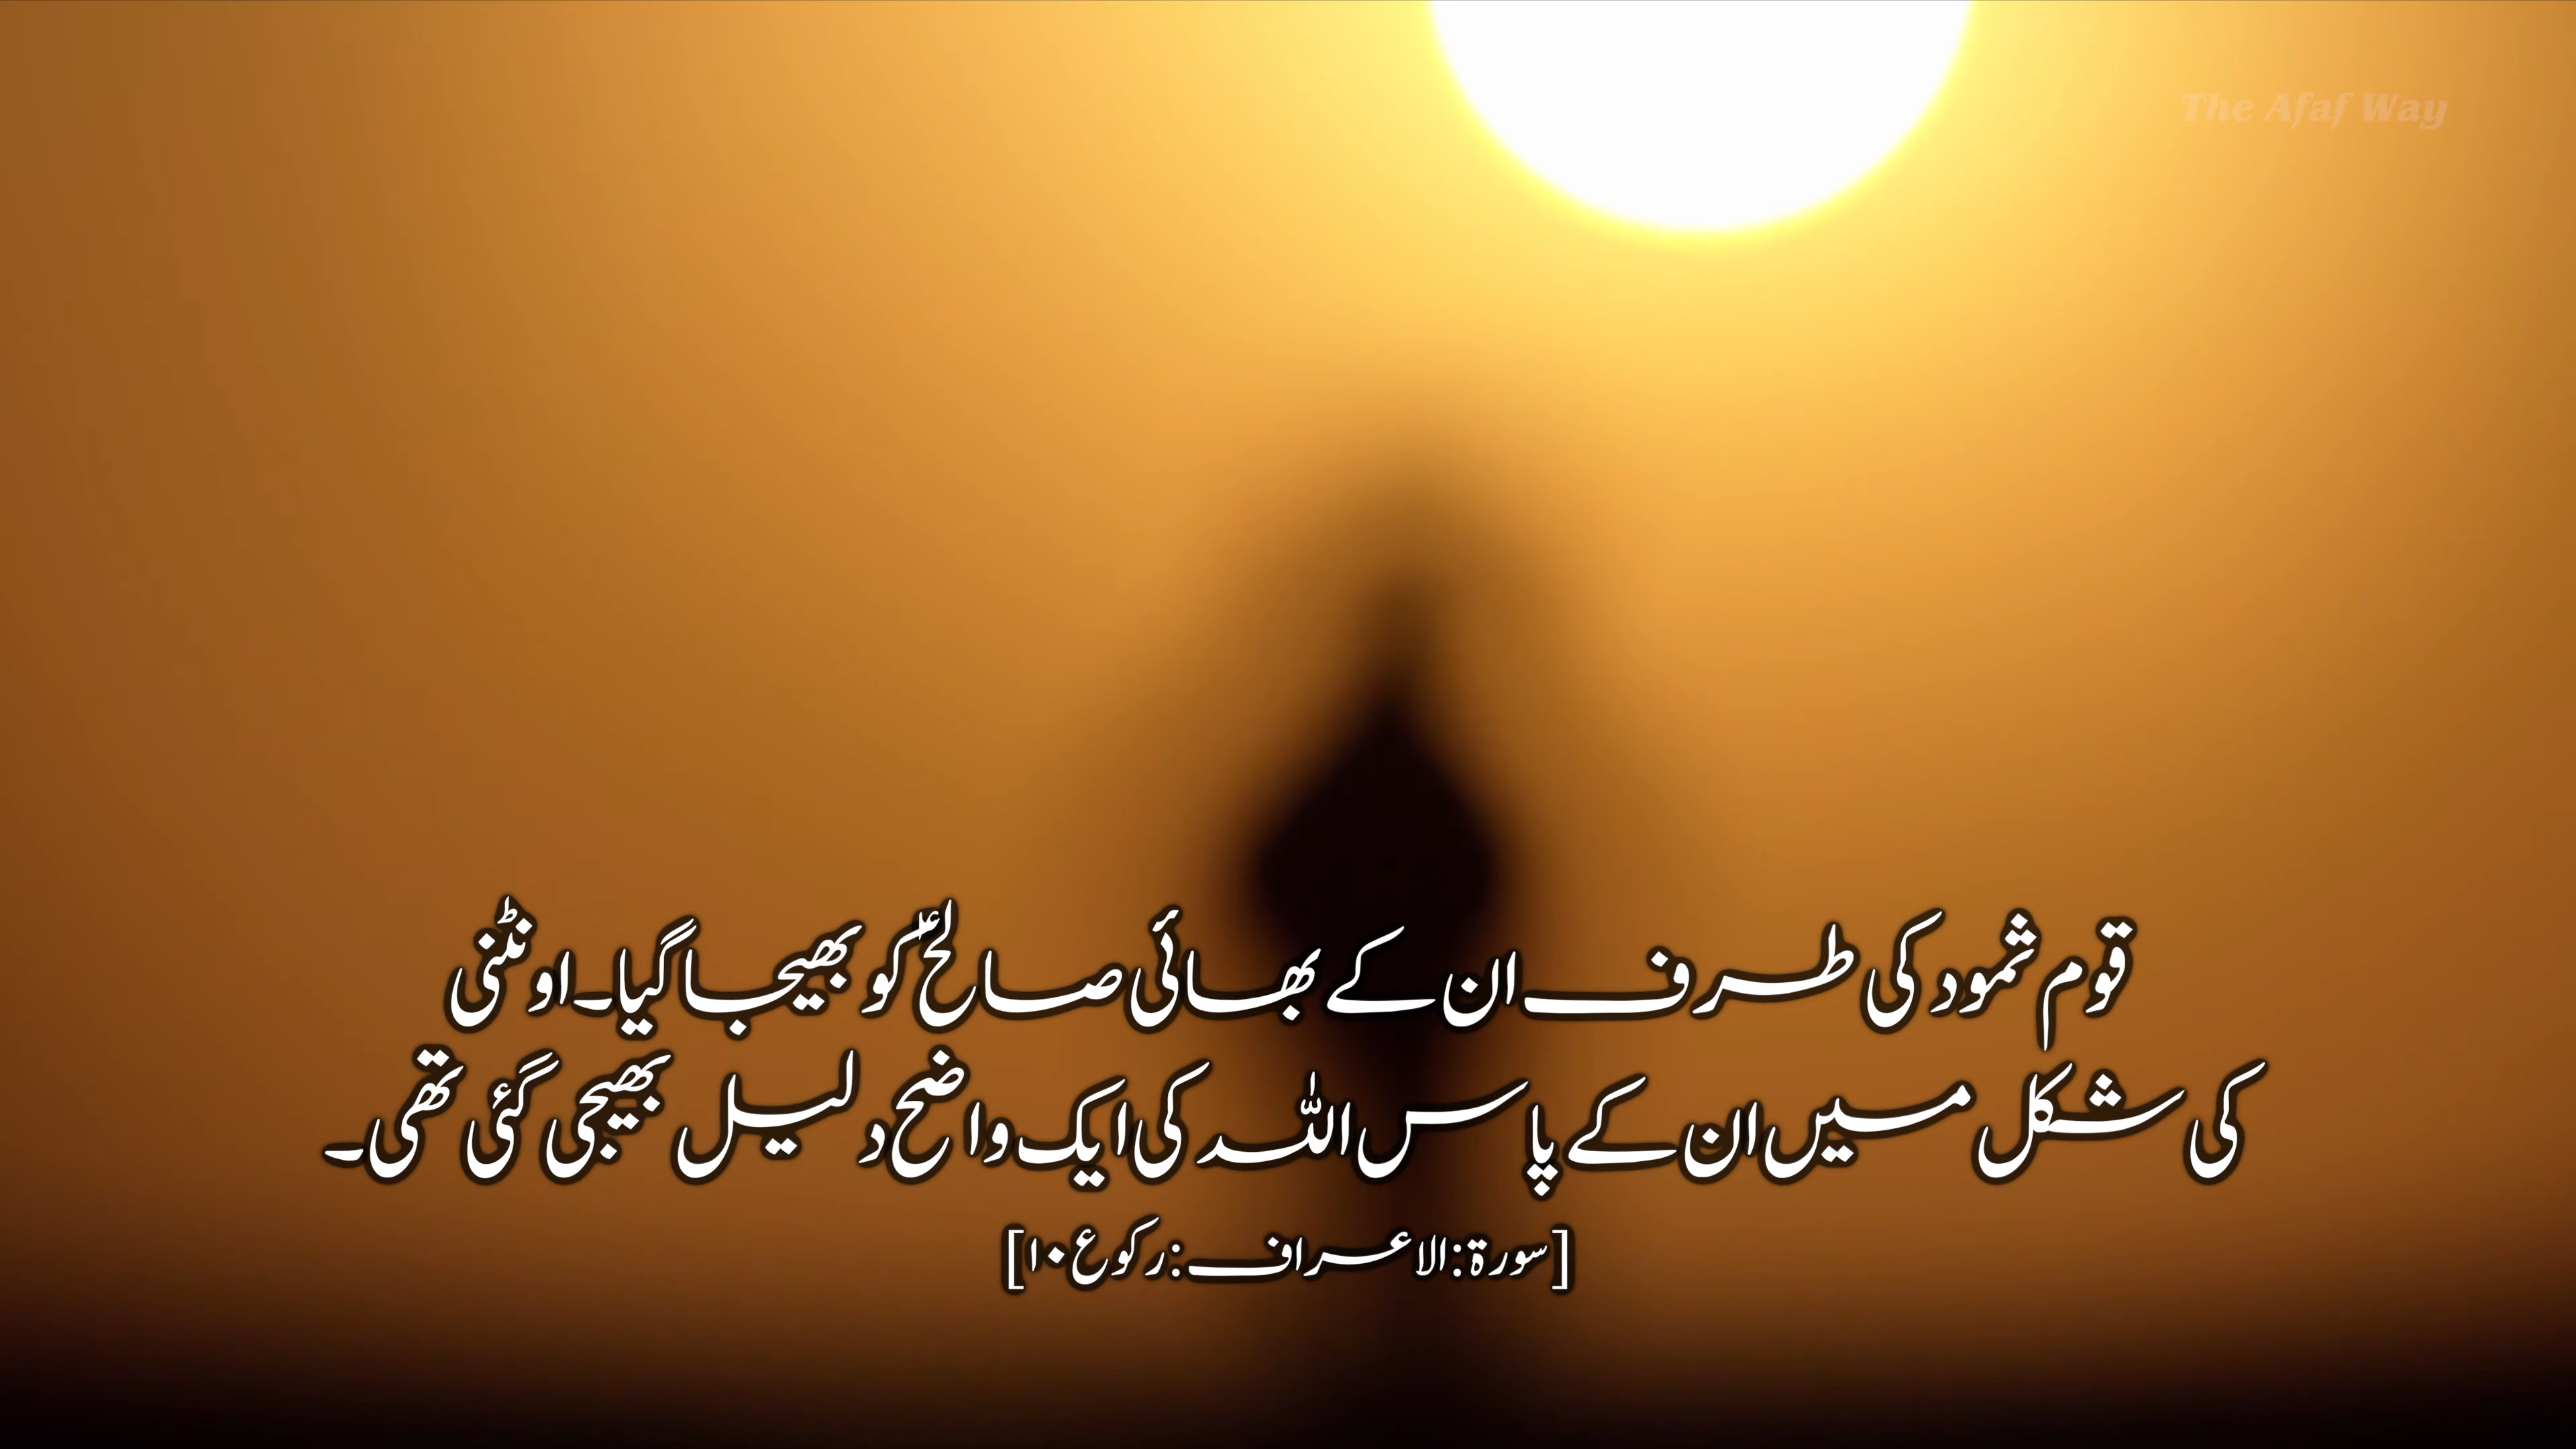 The Afaf Way
قوم ثمود کی طرف ان کے بھائی صالحؑ کو بھیجا گیا۔ اونٹنی
کی شکل میں ان کے پاس اللہ کی ایک واضح دلیل بھیجی گئی تھی۔
[سورۃ:الاعراف:رکوع ۱۰]